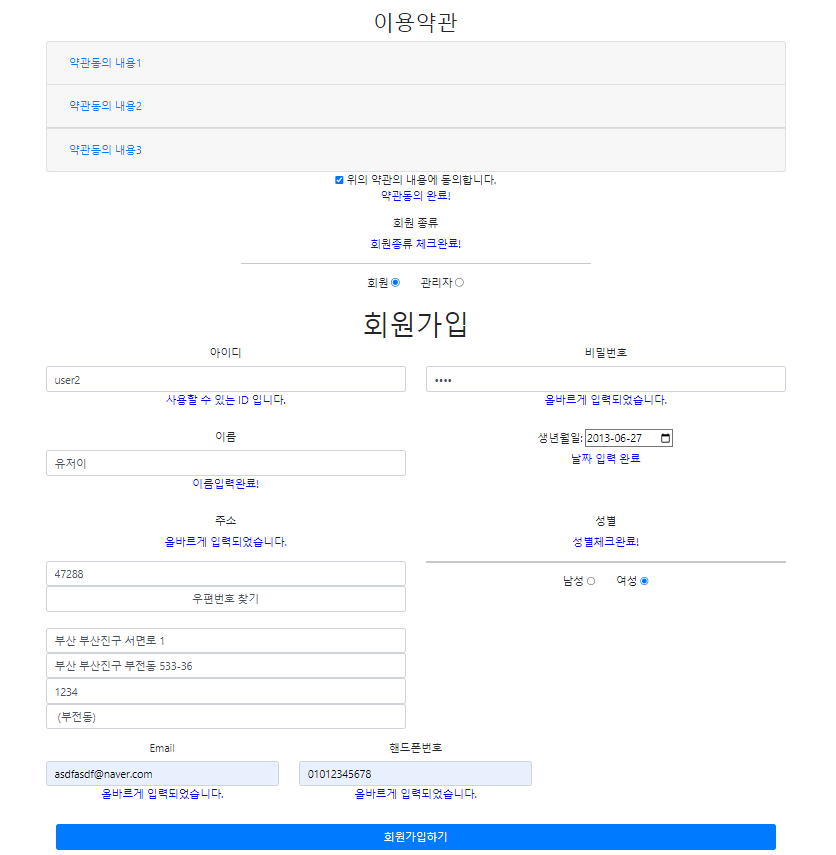 이용약관
약관동의 내용1
약관동의 내용2
약관동의 내용3
위의 약관의 내용에 동의합니다.
약관동의 완료!
회원 종류
회원종류 체크완료!
회원 관리자
회원가입
아이디
user2
사용할 수 있는 ID 입니다.
비밀번호
••••
올바르게 입력되었습니다.
이름
유저이
이름입력완료!
생년월일: 2013-06-27
날짜 입력 완료
주소
올바르게 입력되었습니다.
47288
우편번호 찾기
부산 부산진구 서면로 1
부산 부산진구 부전동 533-36
1234
(부전동)
성별
성별체크완료!
남성 여성
Email
asdfasdf@naver.com
올바르게 입력되었습니다.
핸드폰번호
01012345678
올바르게 입력되었습니다.
회원가입하기